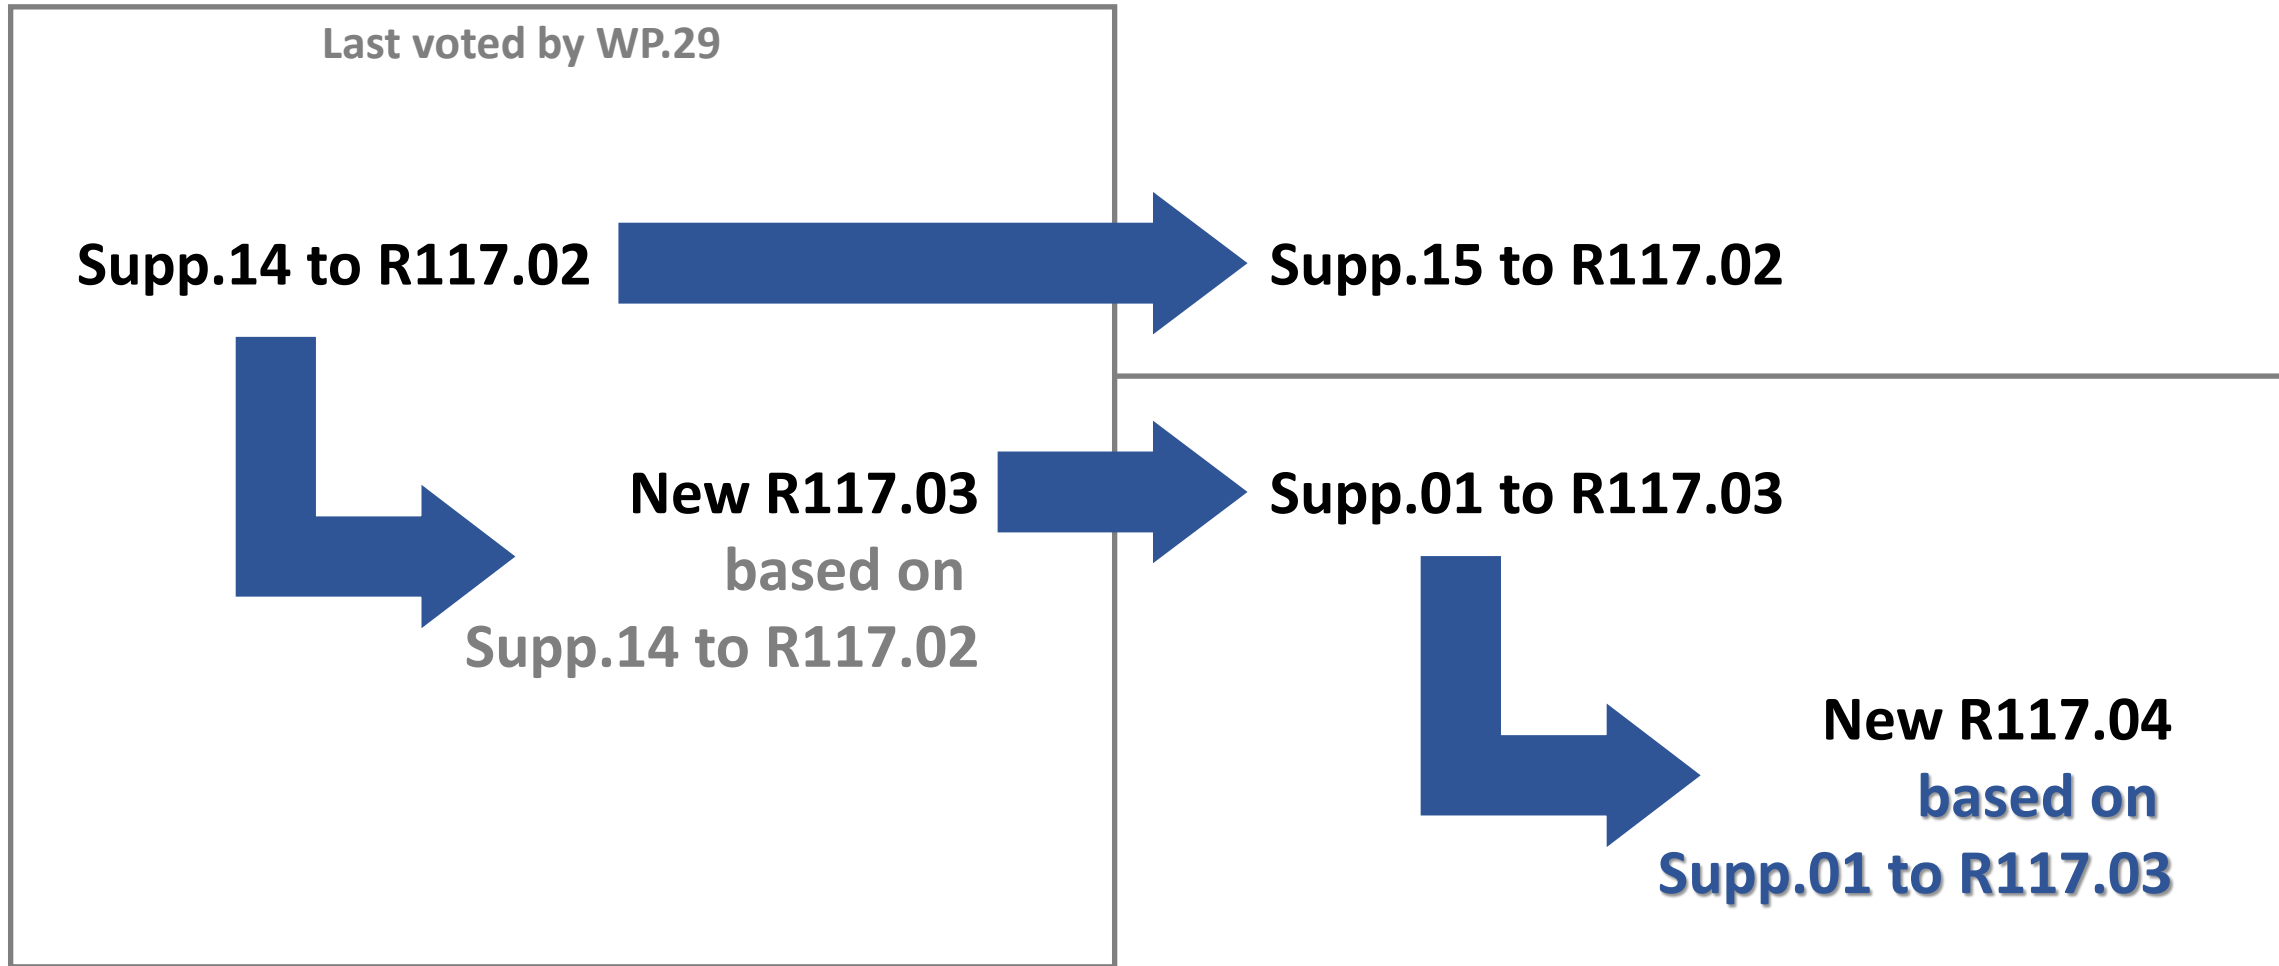 Last voted by WP.29
Supp.14 to R117.02
Supp.15 to R117.02
New R117.03
based on
Supp.14 to R117.02
Supp.01 to R117.03
New R117.04
based on
Supp.01 to R117.03